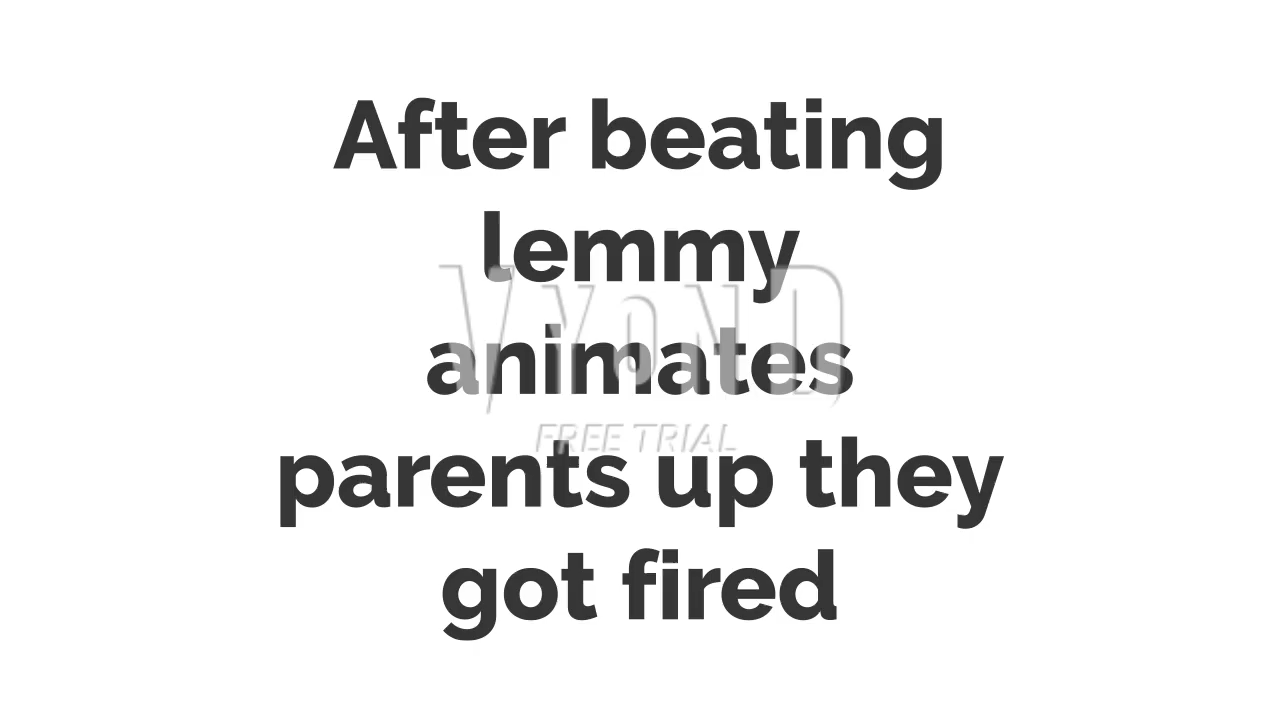 After beating
lemmy
animates
parents up they
got fired
VYOND
FREE TRIAL